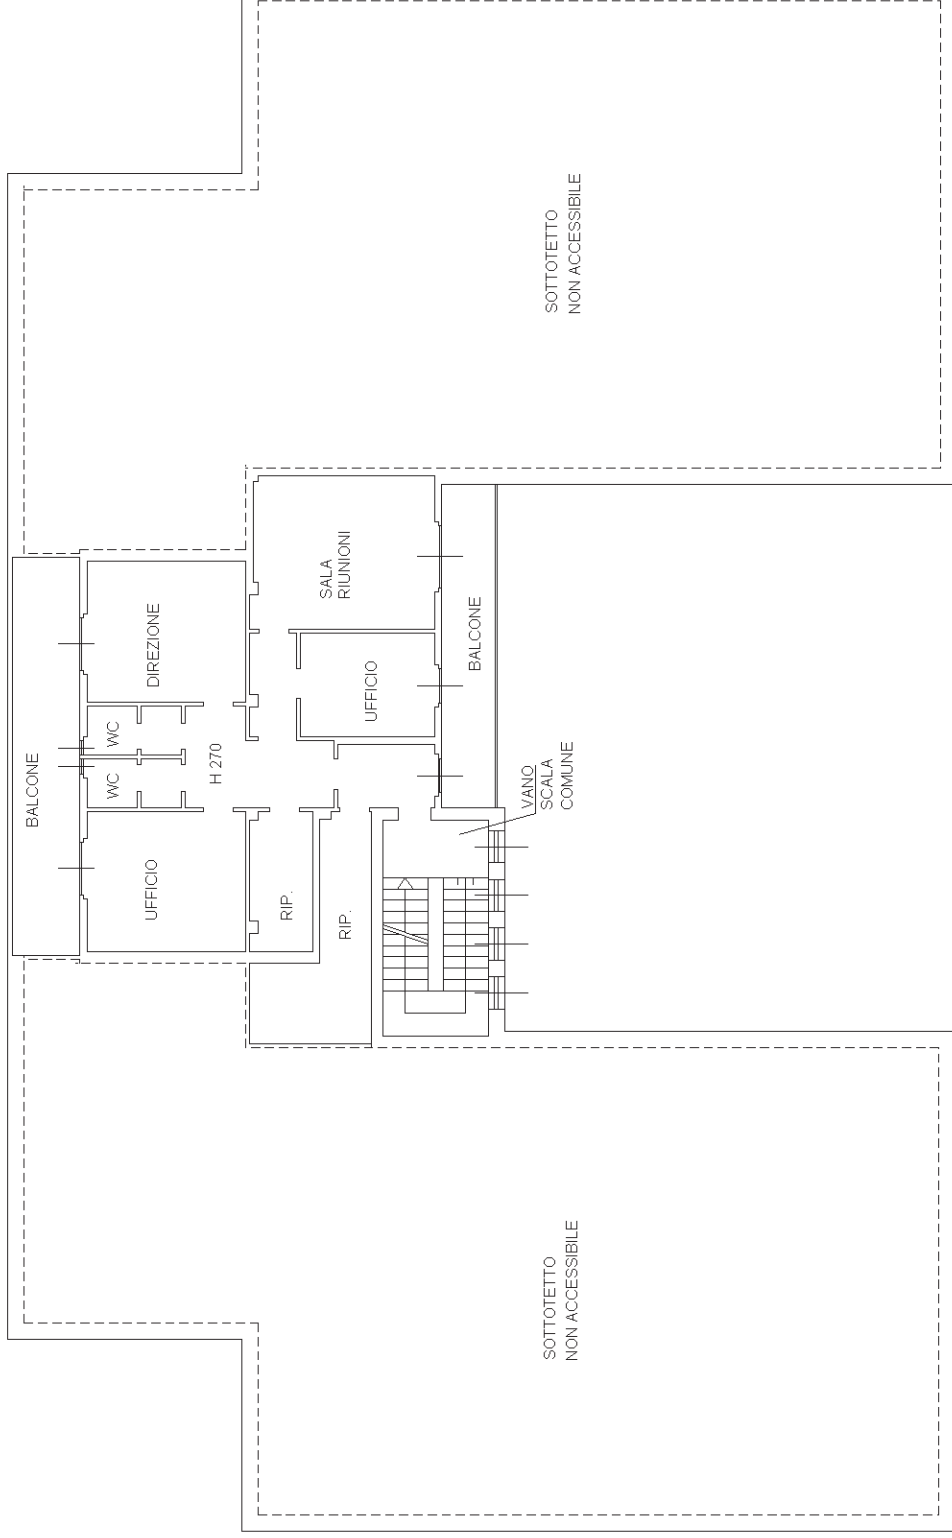 BALCONE
UFFICIO
WC
WC
DIREZIONE
H 270
RIP.
RIP.
UFFICIO
SALA
RIUNIONI
BALCONE
VANO
SCALA
COMUNE
SOTTOTETTO
NON ACCESSIBILE
SOTTOTETTO
NON ACCESSIBILE